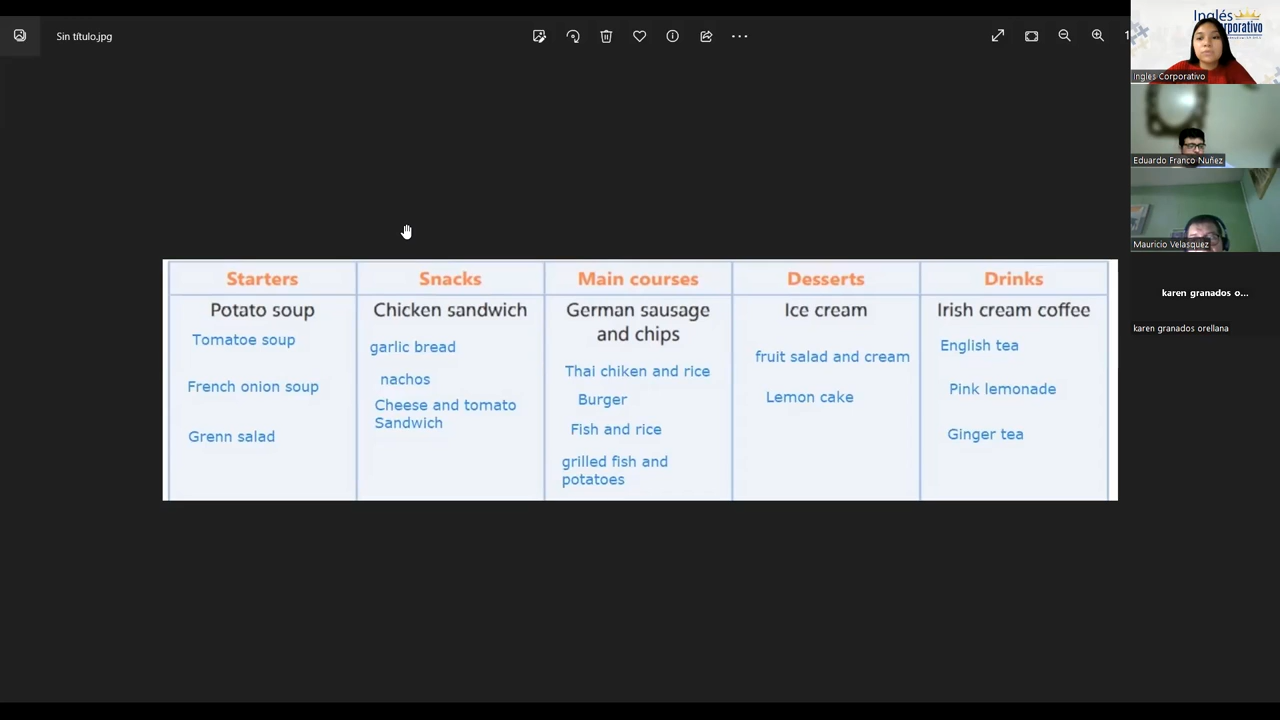 Sin título.jpg
Inglés
Corporativo
Ingles Corporativo
Eduardo Franco Nuñez
Mauricio Velasquez
karen granados o...
karen granados orellana
Starters
Snacks
Main courses
Desserts
Drinks
Potato soup
Chicken sandwich
German sausage
and chips
Ice cream
Irish cream coffee
Tomatoe soup
French onion soup
Grenn salad
garlic bread
nachos
Cheese and tomato
Sandwich
Thai chiken and rice
Burger
Fish and rice
grilled fish and
potatoes
fruit salad and cream
Lemon cake
English tea
Pink lemonade
Ginger tea